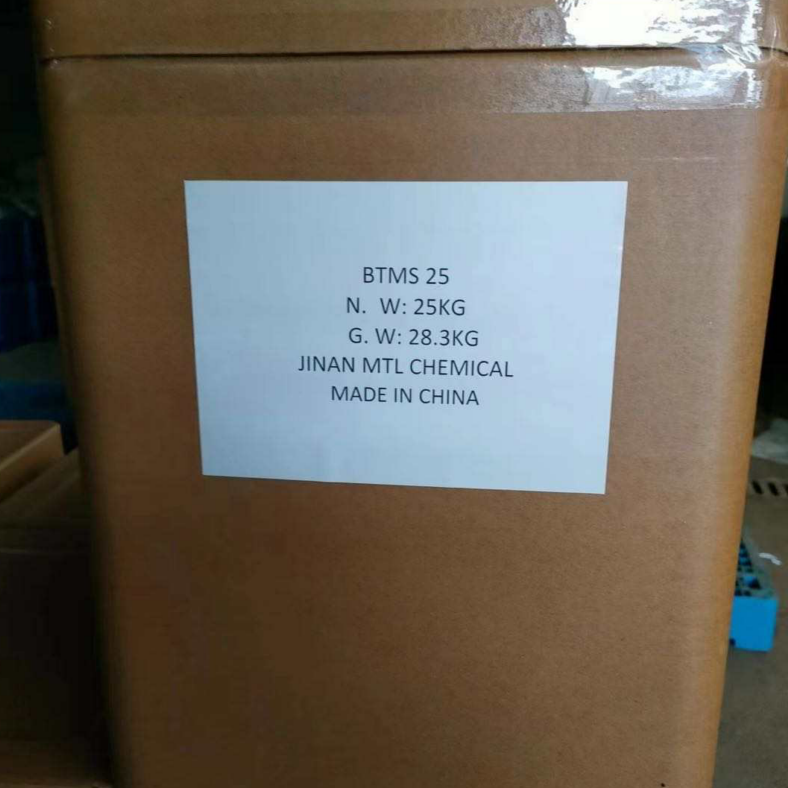 BTMS 25
N. W: 25KG
G. W: 28.3KG
JINAN MTL CHEMICAL
MADE IN CHINA